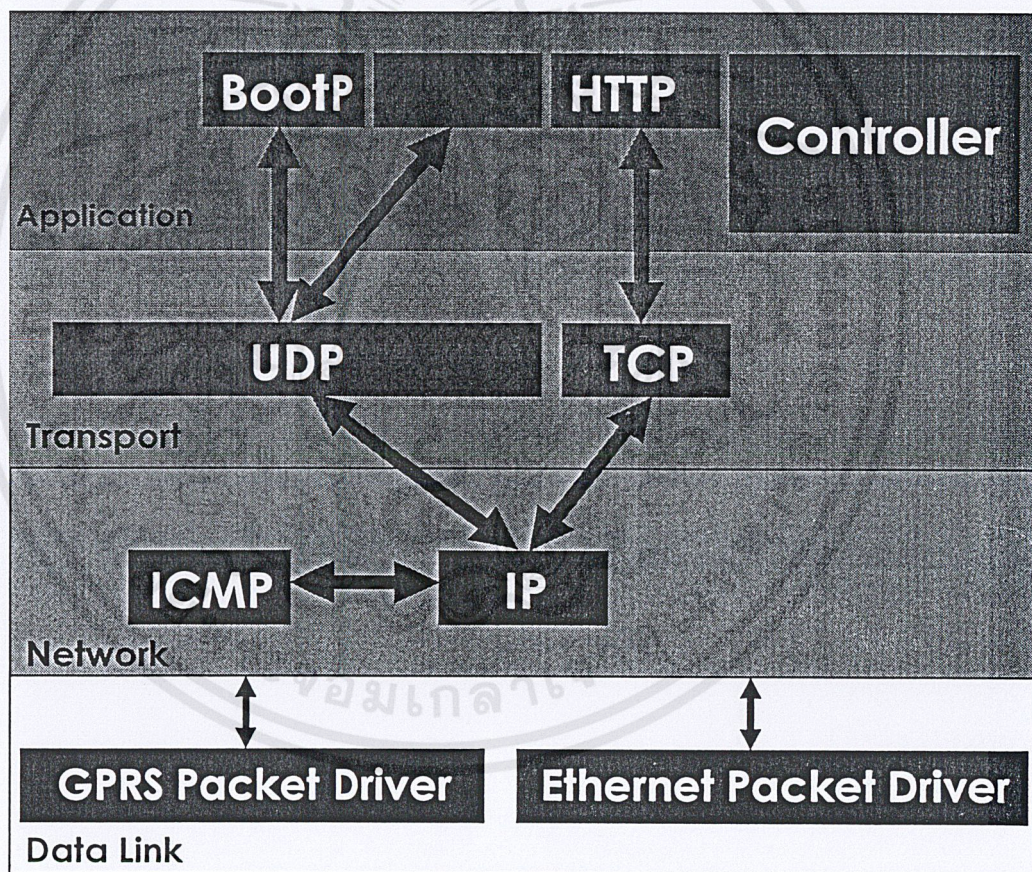 BootP
HTTP
Controller
Application
UDP
TCP
Transport
ICMP
IP
Network
GPRS Packet Driver
Ethernet Packet Driver
Data Link